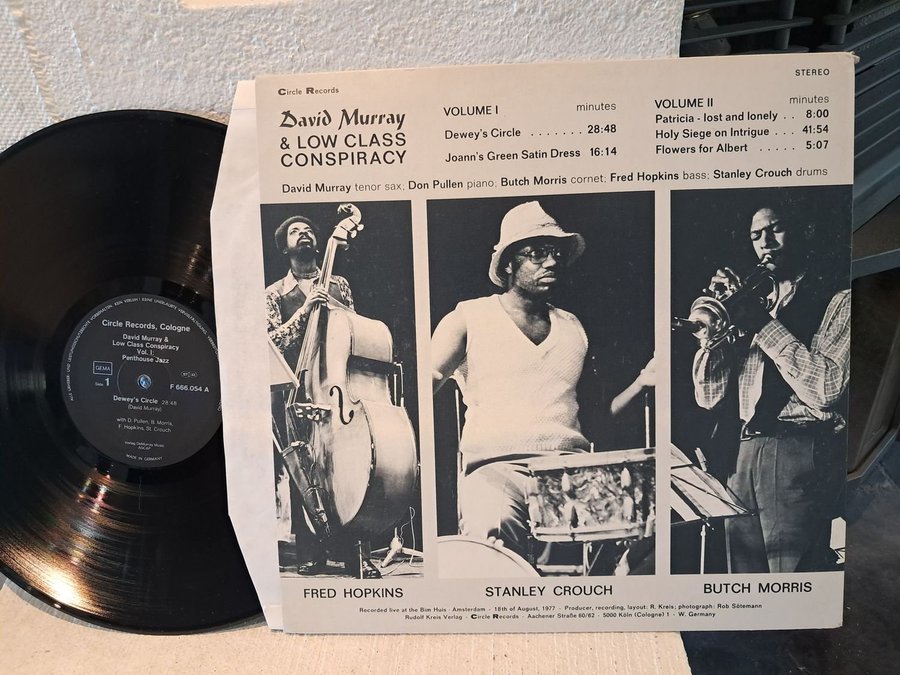 Circle Records
STEREO
David Murray
& LOW CLASS
CONSPIRACY
VOLUME I minutes
Dewey's Circle . . . . . . . 28:48
Joann's Green Satin Dress 16:14
VOLUME II minutes
Patricia - lost and lonely . . 8:00
Holy Siege on Intrigue . . . 41:54
Flowers for Albert . . . . . 5:07
David Murray tenor sax; Don Pullen piano; Butch Morris cornet; Fred Hopkins bass; Stanley Crouch drums
FRED HOPKINS
STANLEY CROUCH
BUTCH MORRIS
Recorded live at the Bim Huis - Amsterdam - 18th of August, 1977 - Producer, recording, layout: R. Kreis; photograph: Rob Sötemann
Rudolf Kreis Verlag - Circle Records - Aachener Straße 60/62 - 5000 Köln (Cologne) 1 - W. Germany
Circle Records, Cologne
David Murray &
Low Class Conspiracy
Vol. I:
Penthouse Jazz
GEMA
Side 1
F 666.054 A
Dewey's Circle 28:48
(David Murray)
with D. Pullen, B. Morris,
F. Hopkins, St. Crouch
Verlag DeMurray Music
ASCAP
MADE IN GERMANY